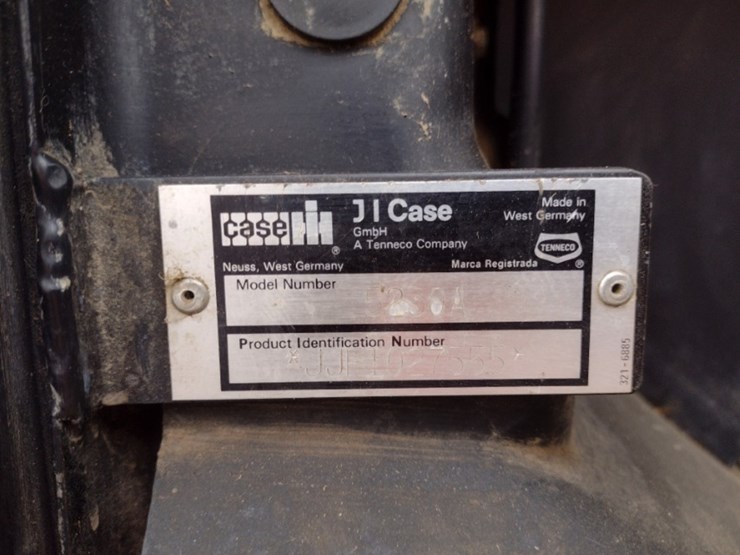 case IH ®
J I Case
GmbH
A Tenneco Company
Made in
West Germany
TENNECO ®
Neuss, West Germany
Marca Registrada
Model Number
Product Identification Number
321-6885